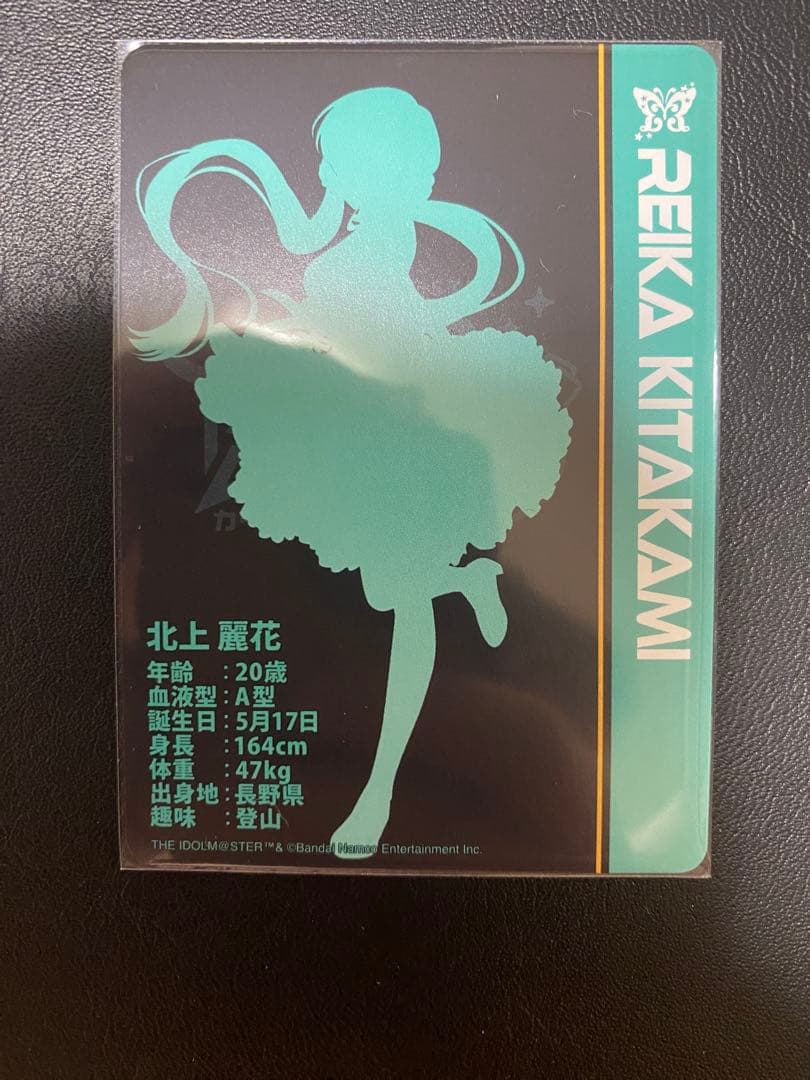 REIKA KITAKAMI
カ
北上 麗花
年齢 : 20歳
血液型 : A型
誕生日 : 5月17日
身長 : 164cm
体重 : 47kg
出身地 : 長野県
趣味 : 登山
THE IDOLM@STER™& ©Bandai Namco Entertainment Inc.